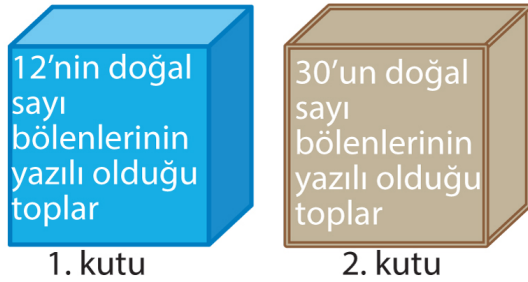 12’nin doğal
sayı
bölenlerinin
yazılı olduğu
toplar
1. kutu
30’un doğal
sayı
bölenlerinin
yazılı olduğu
toplar
2. kutu